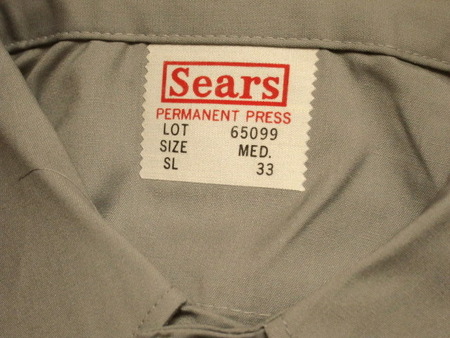 Sears
PERMANENT PRESS
LOT 65099
SIZE MED.
SL 33